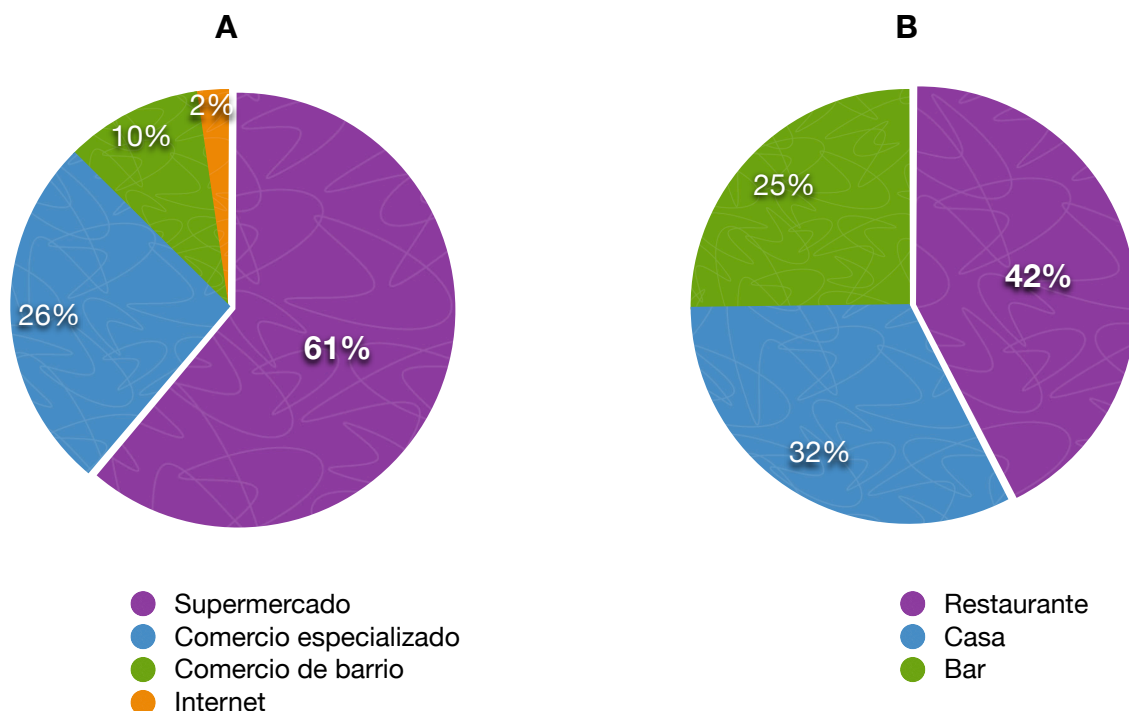 A
2%
10%
26%
61%
Supermercado
Comercio especializado
Comercio de barrio
Internet
B
25%
42%
32%
Restaurante
Casa
Bar